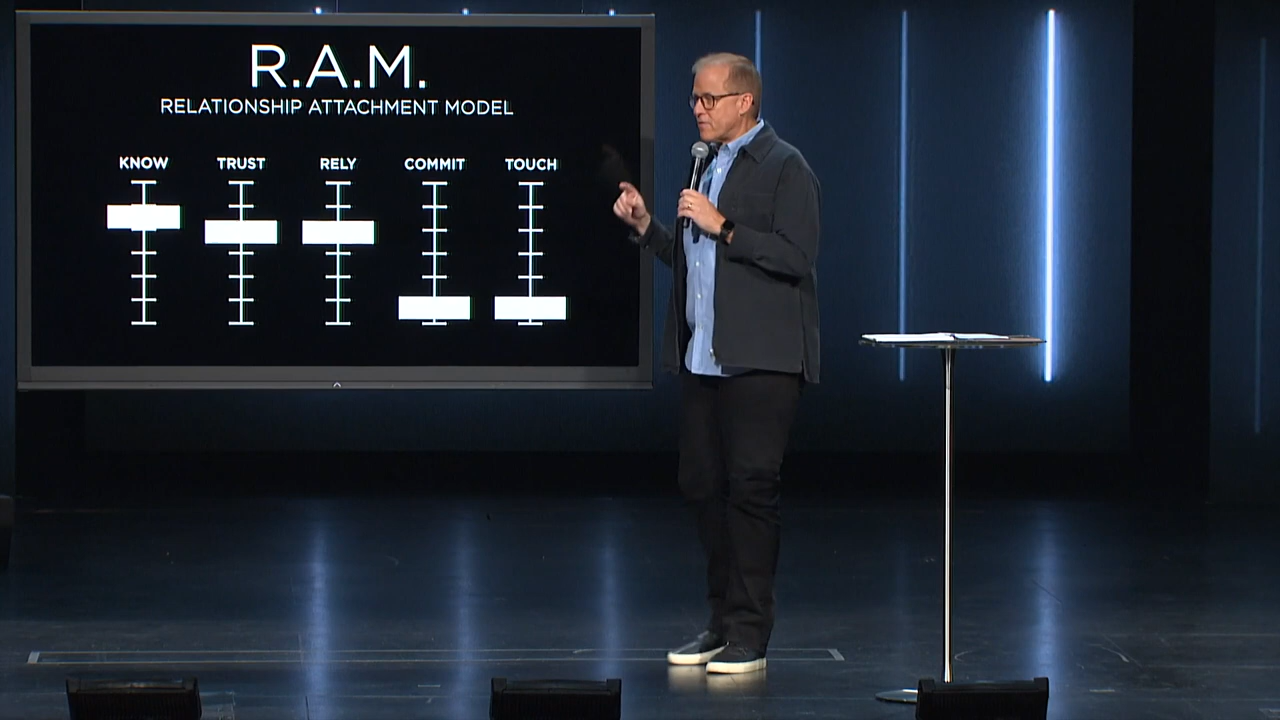 R.A.M.
RELATIONSHIP ATTACHMENT MODEL
KNOW TRUST RELY COMMIT TOUCH